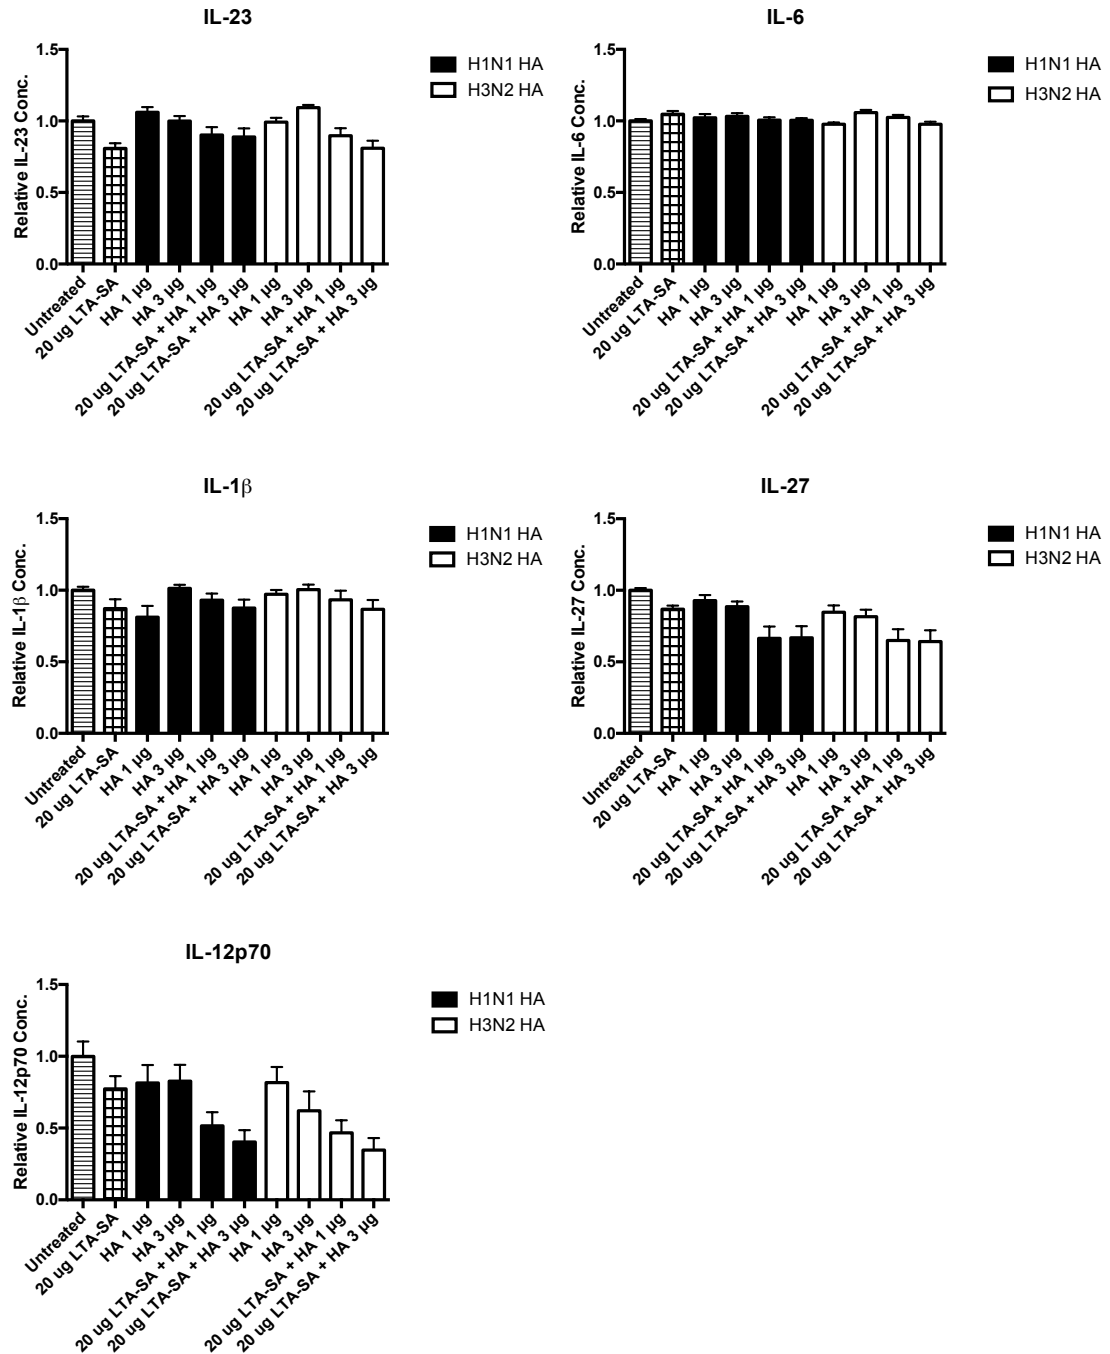 IL-23
Relative IL-23 Conc.
1.5
1.0
0.5
0.0
Untreated
20 ug LTA-SA
HA 1 µg
HA 3 µg
20 ug LTA-SA + HA 1 µg
20 ug LTA-SA + HA 3 µg
HA 1 µg
HA 3 µg
20 ug LTA-SA + HA 1 µg
20 ug LTA-SA + HA 3 µg
H1N1 HA
H3N2 HA
IL-6
Relative IL-6 Conc.
1.5
1.0
0.5
0.0
Untreated
20 ug LTA-SA
HA 1 µg
HA 3 µg
20 ug LTA-SA + HA 1 µg
20 ug LTA-SA + HA 3 µg
HA 1 µg
HA 3 µg
20 ug LTA-SA + HA 1 µg
20 ug LTA-SA + HA 3 µg
H1N1 HA
H3N2 HA
IL-1β
Relative IL-1β Conc.
1.5
1.0
0.5
0.0
Untreated
20 ug LTA-SA
HA 1 µg
HA 3 µg
20 ug LTA-SA + HA 1 µg
20 ug LTA-SA + HA 3 µg
HA 1 µg
HA 3 µg
20 ug LTA-SA + HA 1 µg
20 ug LTA-SA + HA 3 µg
H1N1 HA
H3N2 HA
IL-27
Relative IL-27 Conc.
1.5
1.0
0.5
0.0
Untreated
20 ug LTA-SA
HA 1 µg
HA 3 µg
20 ug LTA-SA + HA 1 µg
20 ug LTA-SA + HA 3 µg
HA 1 µg
HA 3 µg
20 ug LTA-SA + HA 1 µg
20 ug LTA-SA + HA 3 µg
H1N1 HA
H3N2 HA
IL-12p70
Relative IL-12p70 Conc.
1.5
1.0
0.5
0.0
Untreated
20 ug LTA-SA
HA 1 µg
HA 3 µg
20 ug LTA-SA + HA 1 µg
20 ug LTA-SA + HA 3 µg
HA 1 µg
HA 3 µg
20 ug LTA-SA + HA 1 µg
20 ug LTA-SA + HA 3 µg
H1N1 HA
H3N2 HA